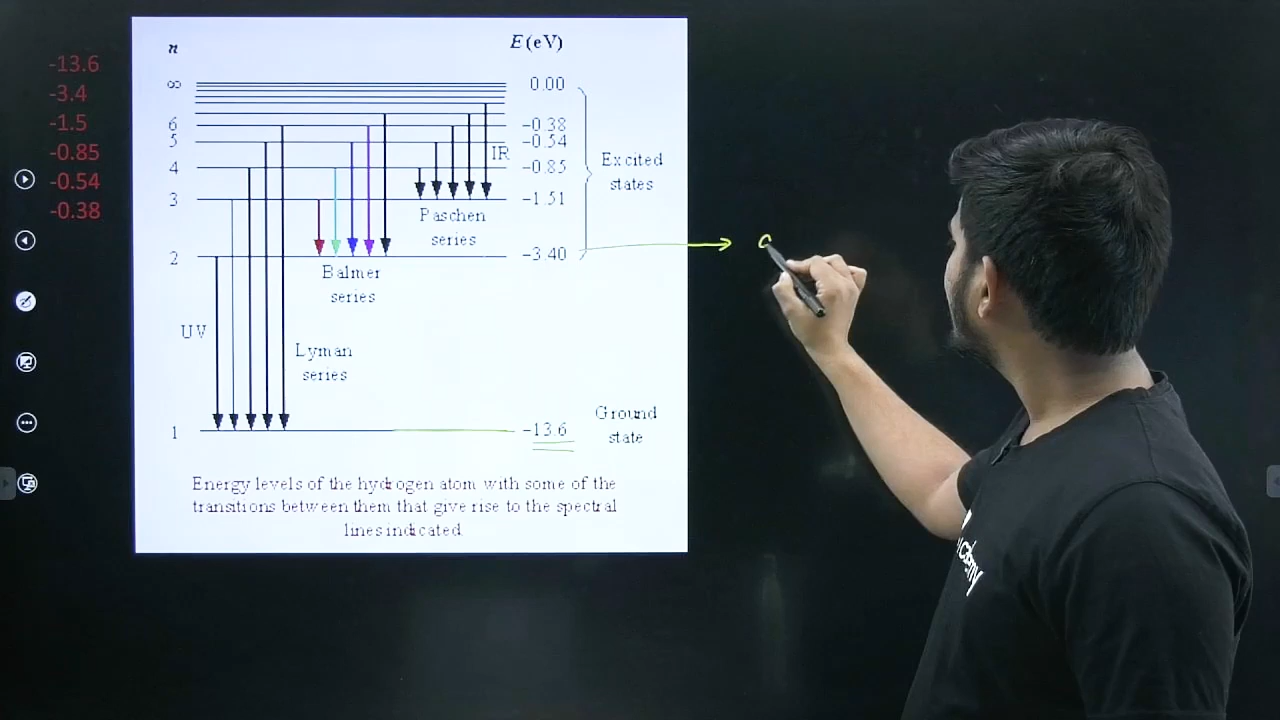 -13.6
-3.4
-1.5
-0.85
-0.54
-0.38
n
E (eV)
∞
0.00
6
-0.38
5
-0.54
IR
4
-0.85
Excited
states
3
-1.51
Paschen
series
2
-3.40
Balmer
series
UV
Lyman
series
1
-13.6
Ground
state
Energy levels of the hydrogen atom with some of the
transitions between them that give rise to the spectral
lines indicated.